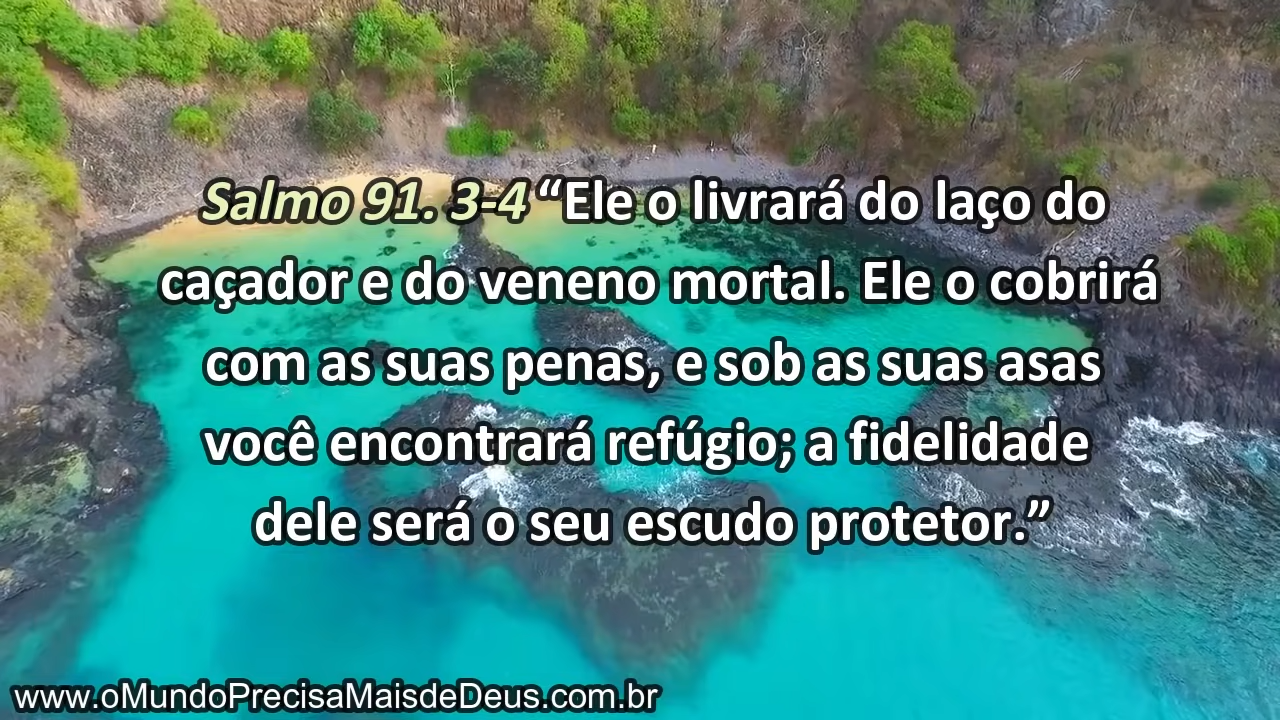 Salmo 91. 3-4 “Ele o livrará do laço do
caçador e do veneno mortal. Ele o cobrirá
com as suas penas, e sob as suas asas
você encontrará refúgio; a fidelidade
dele será o seu escudo protetor.”
www.oMundoPrecisaMaisdeDeus.com.br